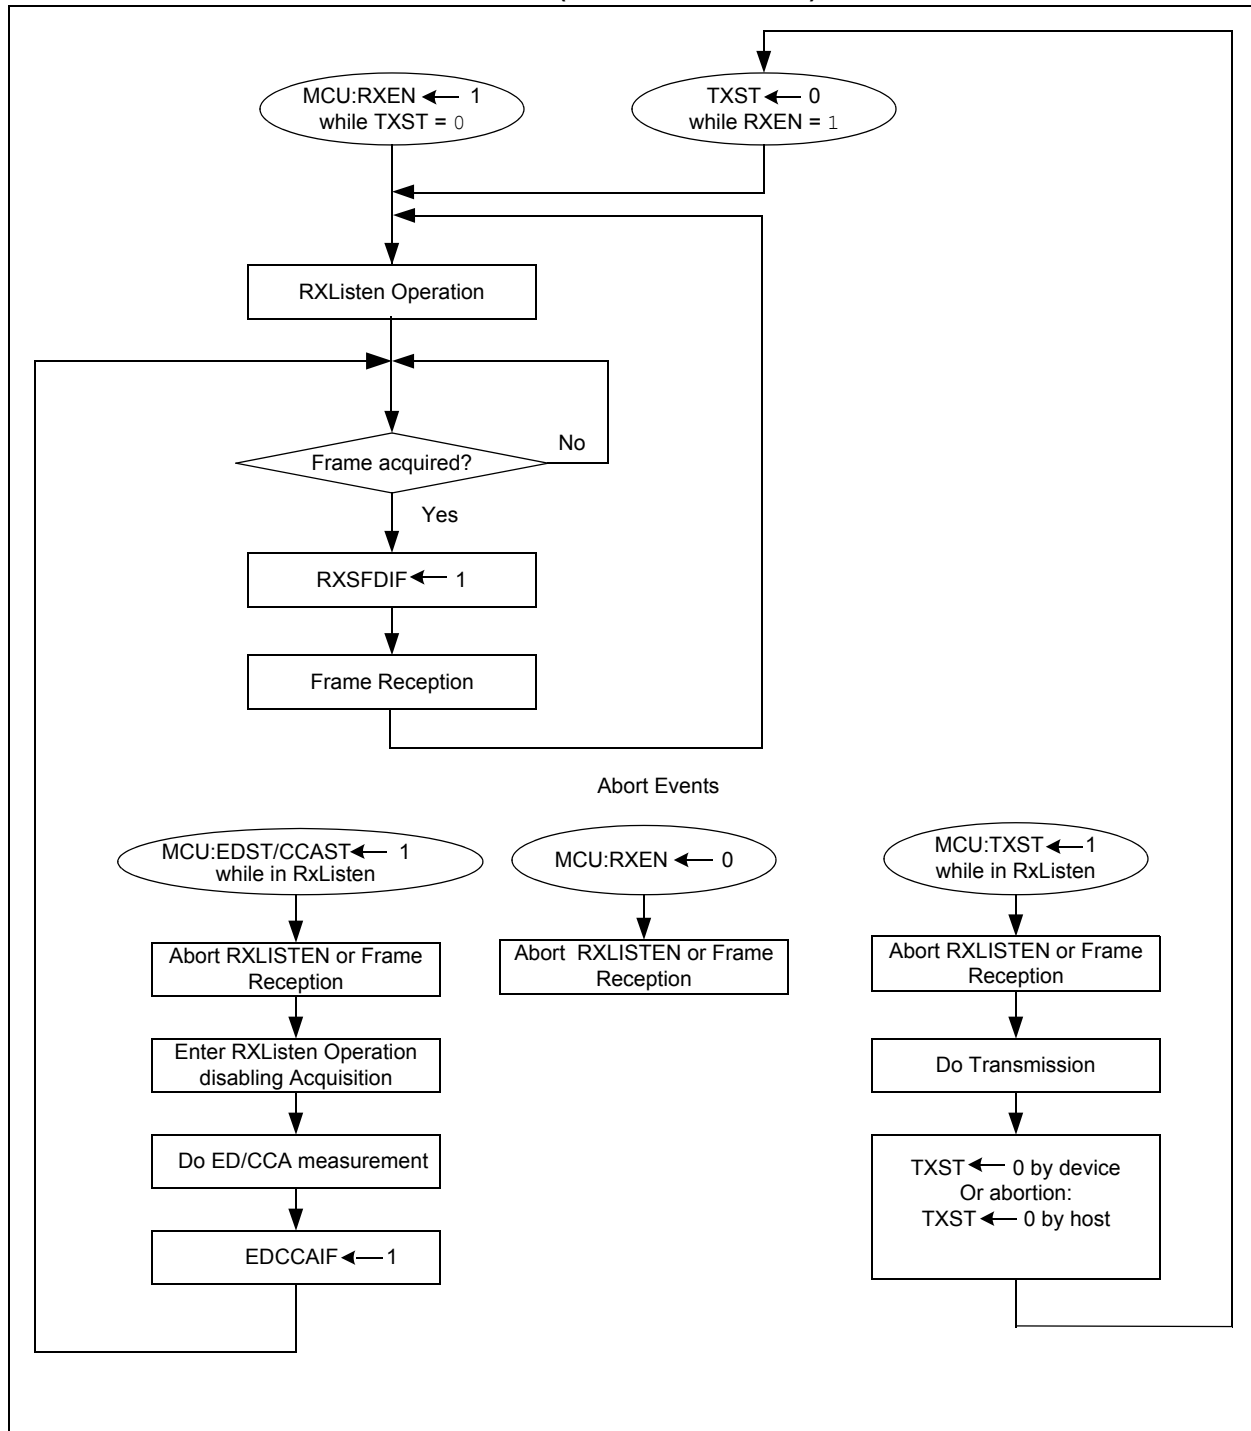 MCU:RXEN ← 1
while TXST = 0
TXST ← 0
while RXEN = 1
RXListen Operation
Frame acquired?
No
Yes
RXSFDIF ← 1
Frame Reception
Abort Events
MCU:EDST/CCAST ← 1
while in RxListen
Abort RXLISTEN or Frame
Reception
Enter RXListen Operation
disabling Acquisition
Do ED/CCA measurement
EDCCAIF ← 1
MCU:RXEN ← 0
Abort RXLISTEN or Frame
Reception
MCU:TXST ← 1
while in RxListen
Abort RXLISTEN or Frame
Reception
Do Transmission
TXST ← 0 by device
Or abortion:
TXST ← 0 by host